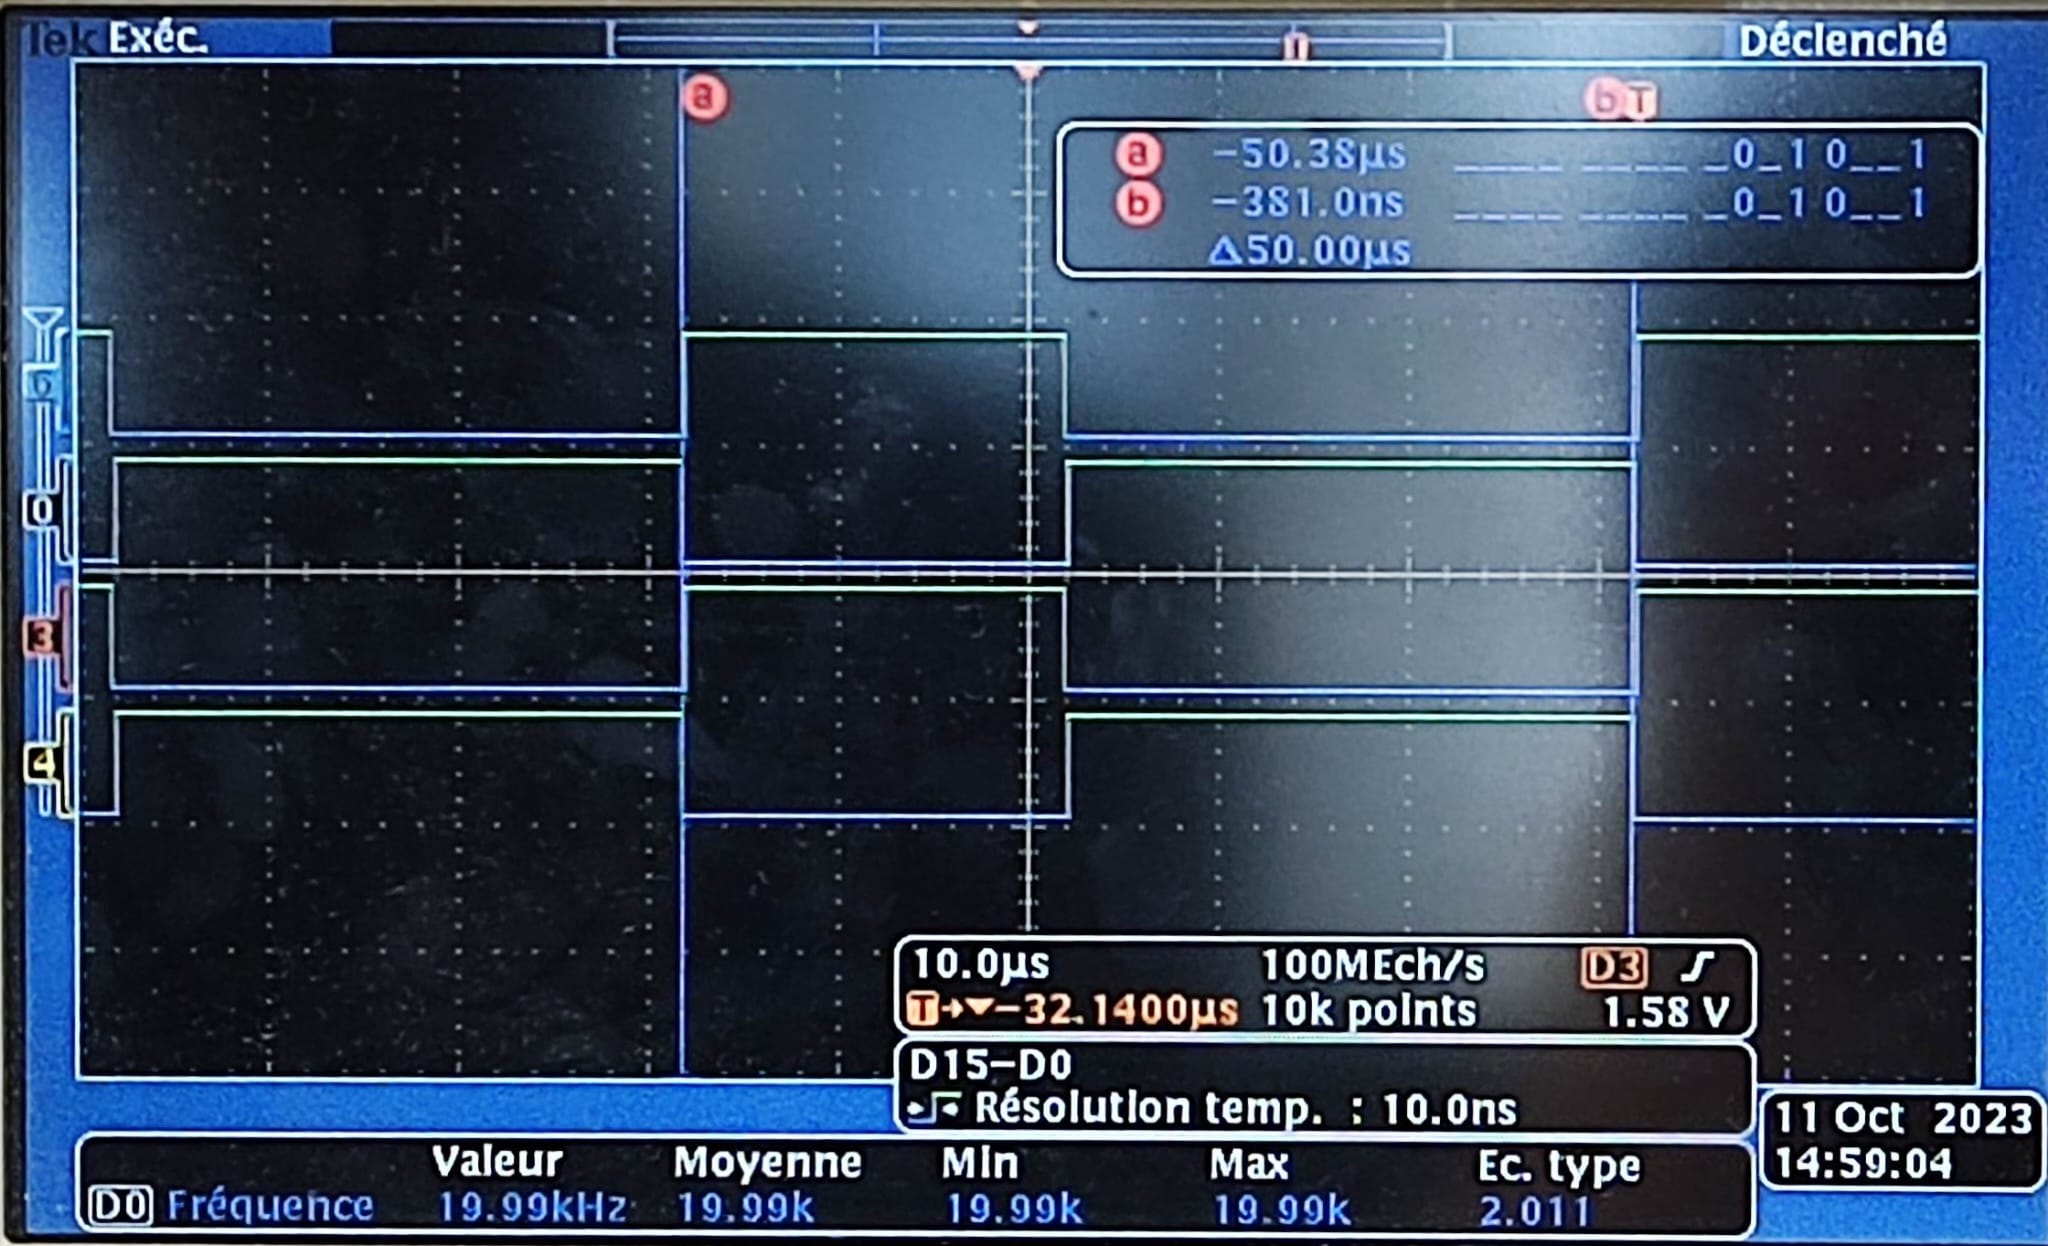 Tek Exéc.
Déclenché
a
b T
a −50.38µs ____ ____ _0_1 0__1
b −381.0ns ____ ____ _0_1 0__1
Δ50.00µs
6
0
3
4
10.0µs 100MÉch/s D3
T→▼−32.1400µs 10k points 1.58 V
D15−D0
Résolution temp. : 10.0ns
11 Oct 2023
14:59:04
Valeur Moyenne Min Max Ec. type
D0 Fréquence 19.99kHz 19.99k 19.99k 19.99k 2.011